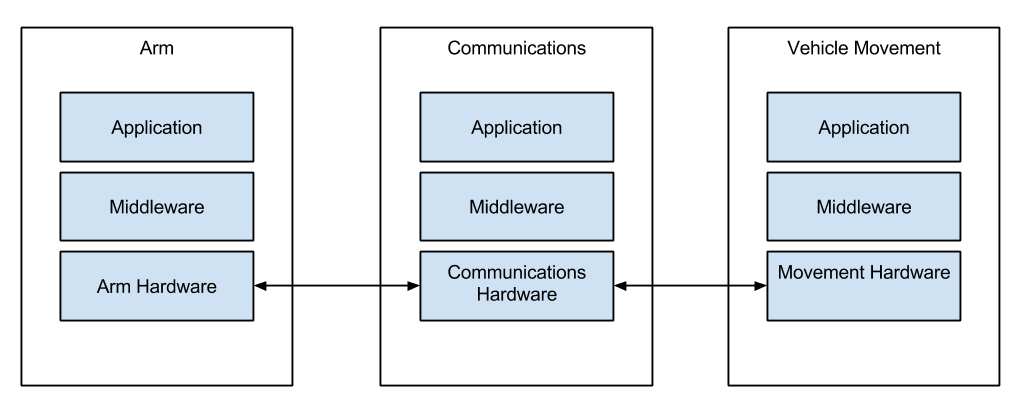 Arm
Application
Middleware
Arm Hardware
Communications
Application
Middleware
Communications
Hardware
Vehicle Movement
Application
Middleware
Movement Hardware